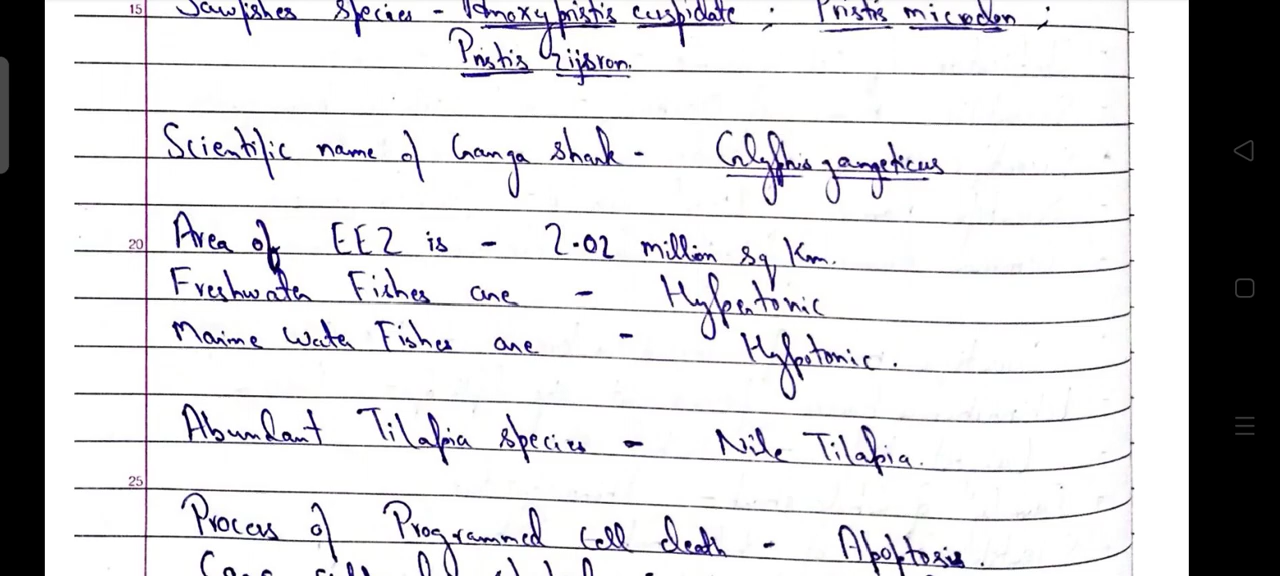 15 Sawfishes species - Anoxypristis cuspidate ; Pristis microdon ;
Pristis zijsron.
Scientific name of Ganga shark - Glyphis gangeticus
20 Area of EEZ is - 2.02 million sq Km.
Freshwater Fishes are - Hypertonic
Marine Water Fishes are - Hypotonic.
Abundant Tilapia species - Nile Tilapia.
25
Process of Programmed Cell death - Apoptosis.